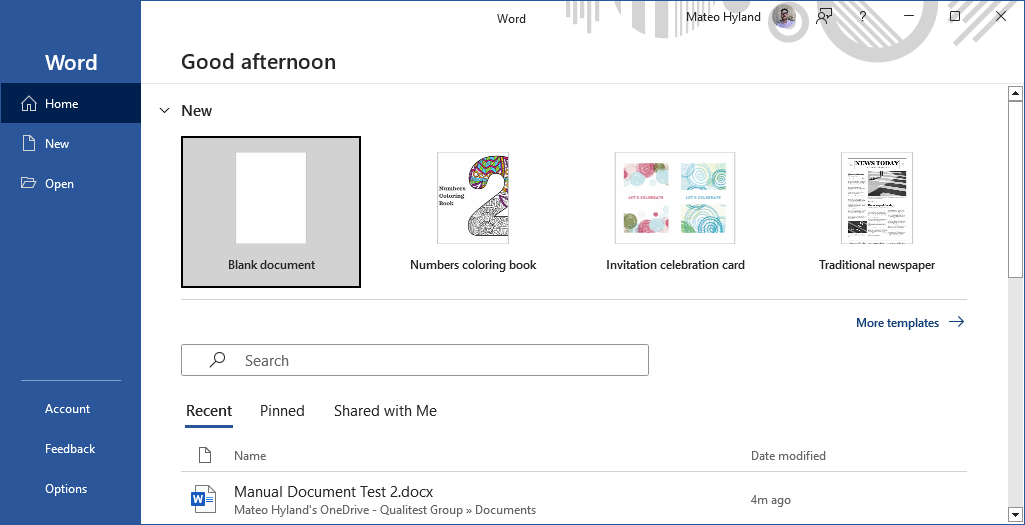 Word
Mateo Hyland
?
Word
Good afternoon
Home
New
Open
New
Numbers
Coloring
Book
2
LET'S CELEBRATE
LET'S CELEBRATE
NEWS TODAY
Blank document
Numbers coloring book
Invitation celebration card
Traditional newspaper
More templates
Search
Recent
Pinned
Shared with Me
Name
Date modified
W
Manual Document Test 2.docx
4m ago
Mateo Hyland's OneDrive - Qualitest Group » Documents
Account
Feedback
Options